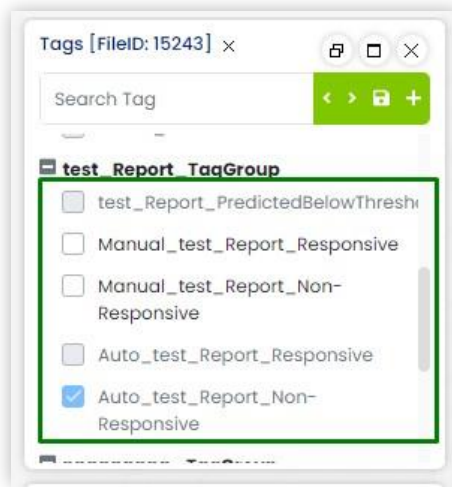 Tags [FileID: 15243]
Search Tag
test_Report_TagGroup
test_Report_PredictedBelowThresh
Manual_test_Report_Responsive
Manual_test_Report_Non-
Responsive
Auto_test_Report_Responsive
Auto_test_Report_Non-
Responsive